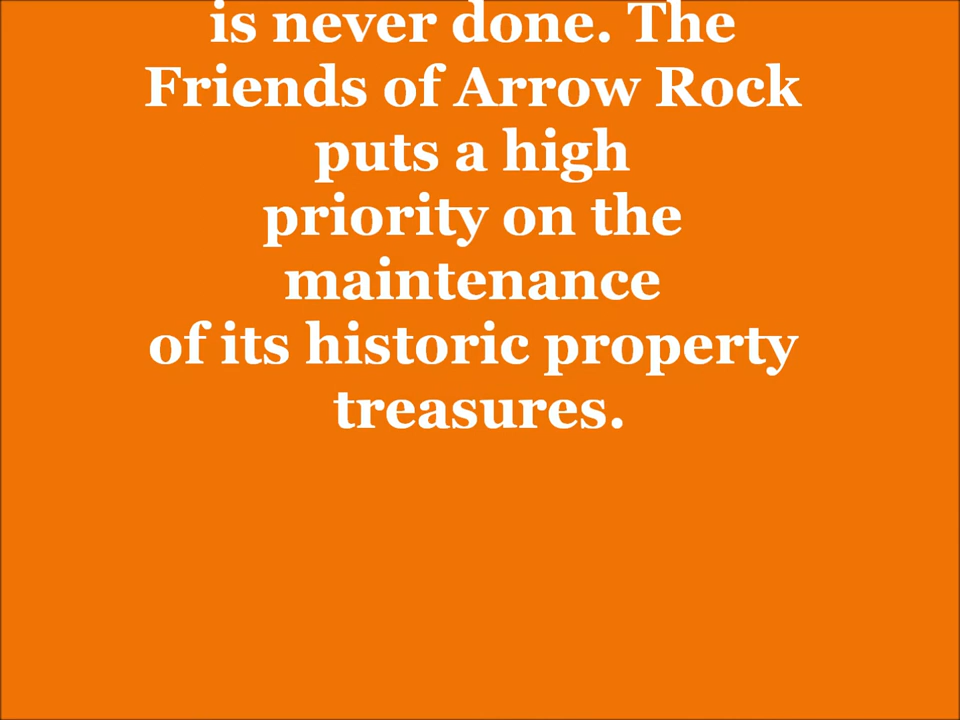 is never done. The
Friends of Arrow Rock
puts a high
priority on the
maintenance
of its historic property
treasures.